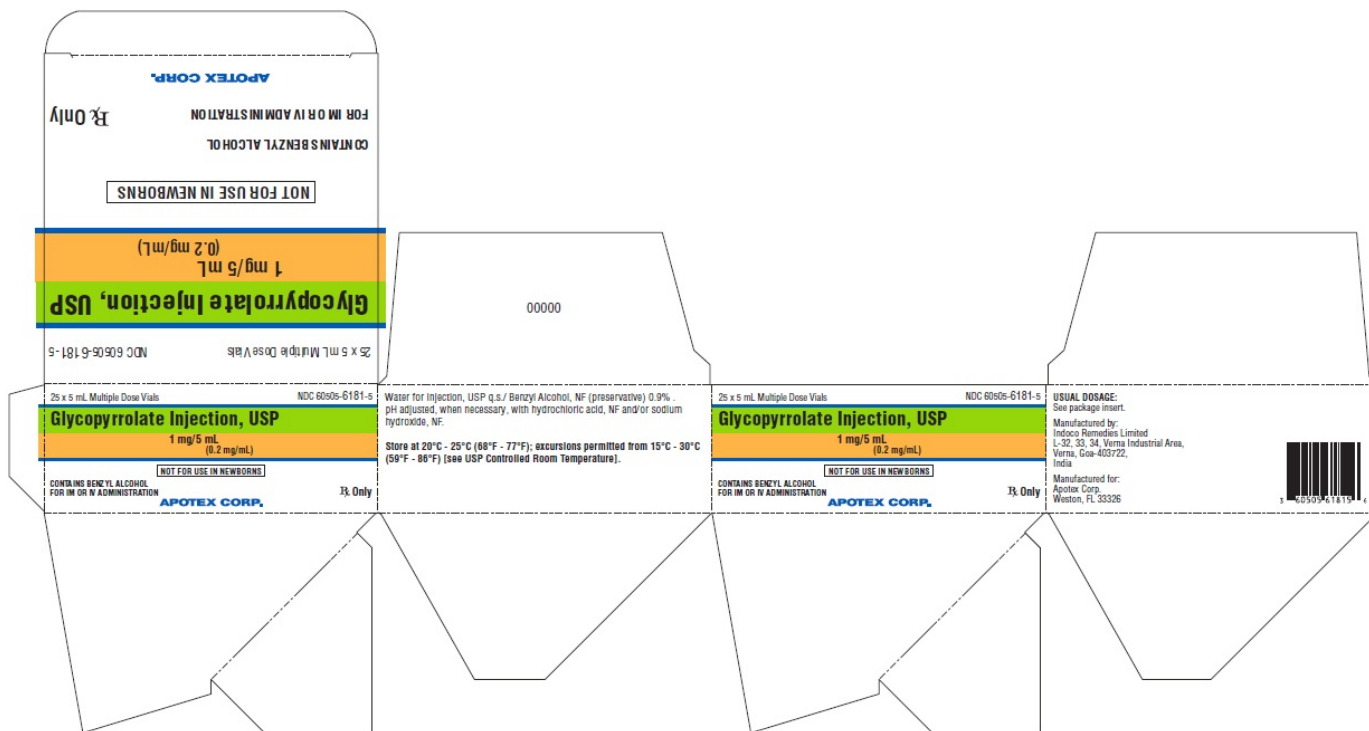 APOTEX CORP.
FOR IM OR IV ADMINISTRATION
℞ Only
CONTAINS BENZYL ALCOHOL
NOT FOR USE IN NEWBORNS
(0.2 mg/mL)
1 mg/5 mL
Glycopyrrolate Injection, USP
25 x 5 mL Multiple Dose Vials
NDC 60505-6181-5
00000
25 x 5 mL Multiple Dose Vials
NDC 60505-6181-5
Glycopyrrolate Injection, USP
1 mg/5 mL
(0.2 mg/mL)
NOT FOR USE IN NEWBORNS
CONTAINS BENZYL ALCOHOL
FOR IM OR IV ADMINISTRATION
℞ Only
APOTEX CORP.
Water for Injection, USP q.s./ Benzyl Alcohol, NF (preservative) 0.9% .
pH adjusted, when necessary, with hydrochloric acid, NF and/or sodium
hydroxide, NF.
Store at 20°C - 25°C (68°F - 77°F); excursions permitted from 15°C - 30°C
(59°F - 86°F) [see USP Controlled Room Temperature].
25 x 5 mL Multiple Dose Vials
NDC 60505-6181-5
Glycopyrrolate Injection, USP
1 mg/5 mL
(0.2 mg/mL)
NOT FOR USE IN NEWBORNS
CONTAINS BENZYL ALCOHOL
FOR IM OR IV ADMINISTRATION
℞ Only
APOTEX CORP.
USUAL DOSAGE:
See package insert.
Manufactured by:
Indoco Remedies Limited
L-32, 33, 34, Verna Industrial Area,
Verna, Goa-403722,
India
Manufactured for:
Apotex Corp.
Weston, FL 33326
3 60505 61815 6